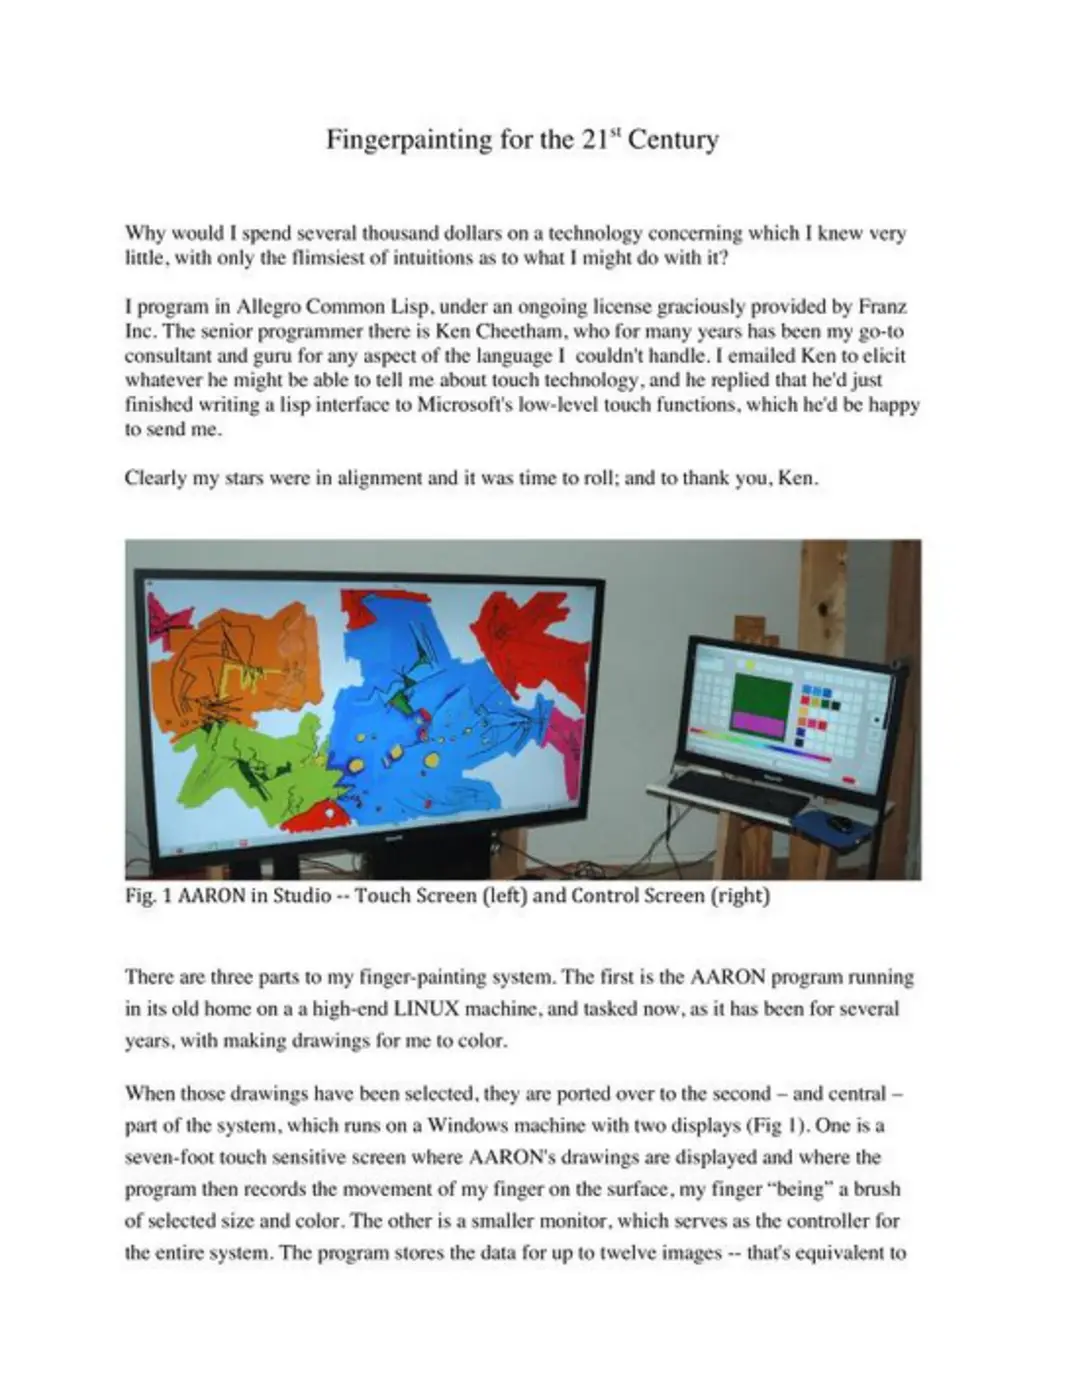 Fingerpainting for the 21st Century
Why would I spend several thousand dollars on a technology concerning which I knew very
little, with only the flimsiest of intuitions as to what I might do with it?
I program in Allegro Common Lisp, under an ongoing license graciously provided by Franz
Inc. The senior programmer there is Ken Cheetham, who for many years has been my go-to
consultant and guru for any aspect of the language I couldn't handle. I emailed Ken to elicit
whatever he might be able to tell me about touch technology, and he replied that he'd just
finished writing a lisp interface to Microsoft's low-level touch functions, which he'd be happy
to send me.
Clearly my stars were in alignment and it was time to roll; and to thank you, Ken.
Fig. 1 AARON in Studio -- Touch Screen (left) and Control Screen (right)
There are three parts to my finger-painting system. The first is the AARON program running
in its old home on a a high-end LINUX machine, and tasked now, as it has been for several
years, with making drawings for me to color.
When those drawings have been selected, they are ported over to the second – and central –
part of the system, which runs on a Windows machine with two displays (Fig 1). One is a
seven-foot touch sensitive screen where AARON's drawings are displayed and where the
program then records the movement of my finger on the surface, my finger “being” a brush
of selected size and color. The other is a smaller monitor, which serves as the controller for
the entire system. The program stores the data for up to twelve images -- that's equivalent to